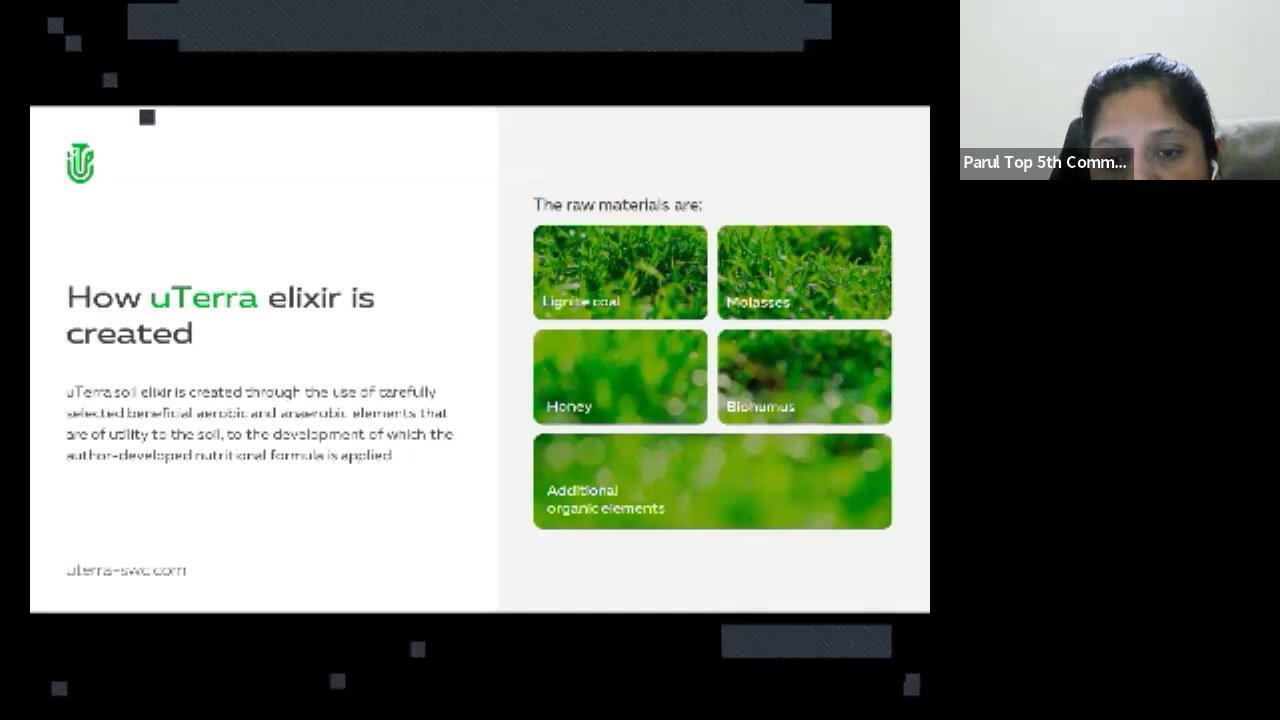 How uTerra elixir is
created
uTerra soil elixir is created through the use of carefully
selected beneficial aerobic and anaerobic elements that
are of utility to the soil, to the development of which the
author-developed nutritional formula is applied
uterra-swc.com
The raw materials are:
Lignite coal
Molasses
Honey
Biohumus
Additional
organic elements
Parul Top 5th Comm...